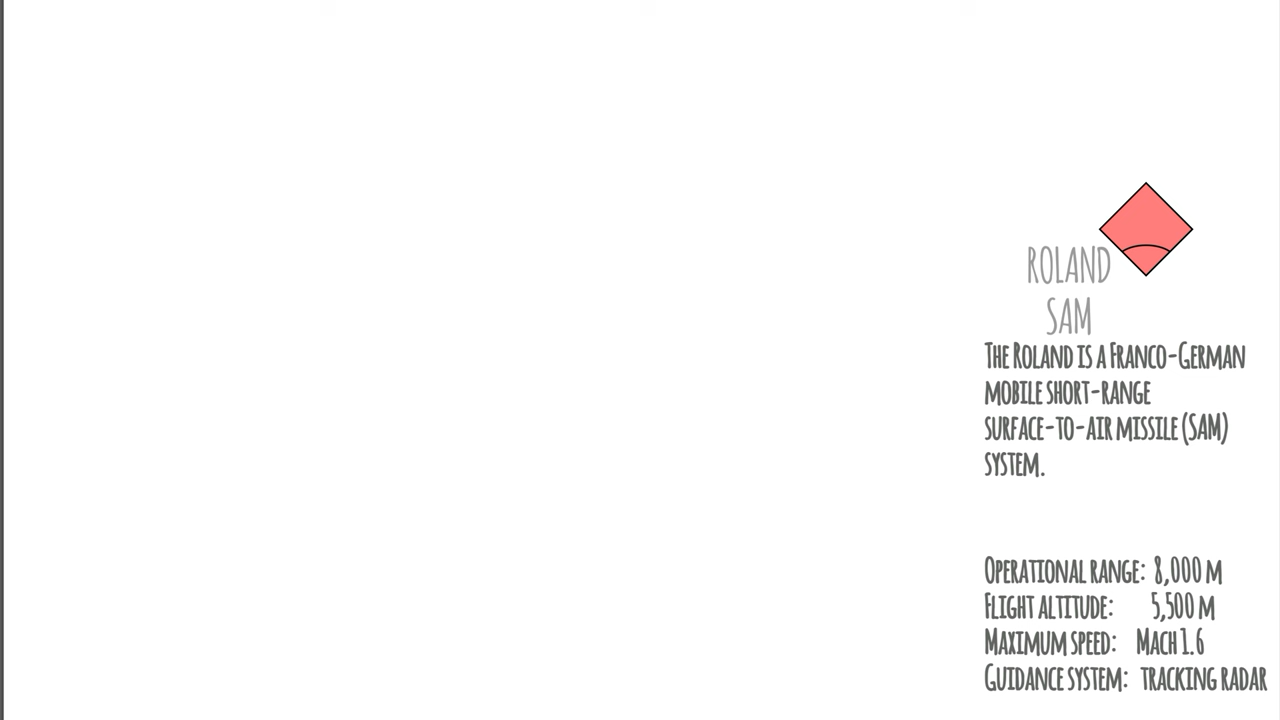 ROLAND
SAM
The Roland is a Franco-German
mobile short-range
surface-to-air missile (SAM)
system.
Operational range: 8,000 m
Flight altitude: 5,500 m
Maximum speed: Mach 1.6
Guidance system: tracking radar